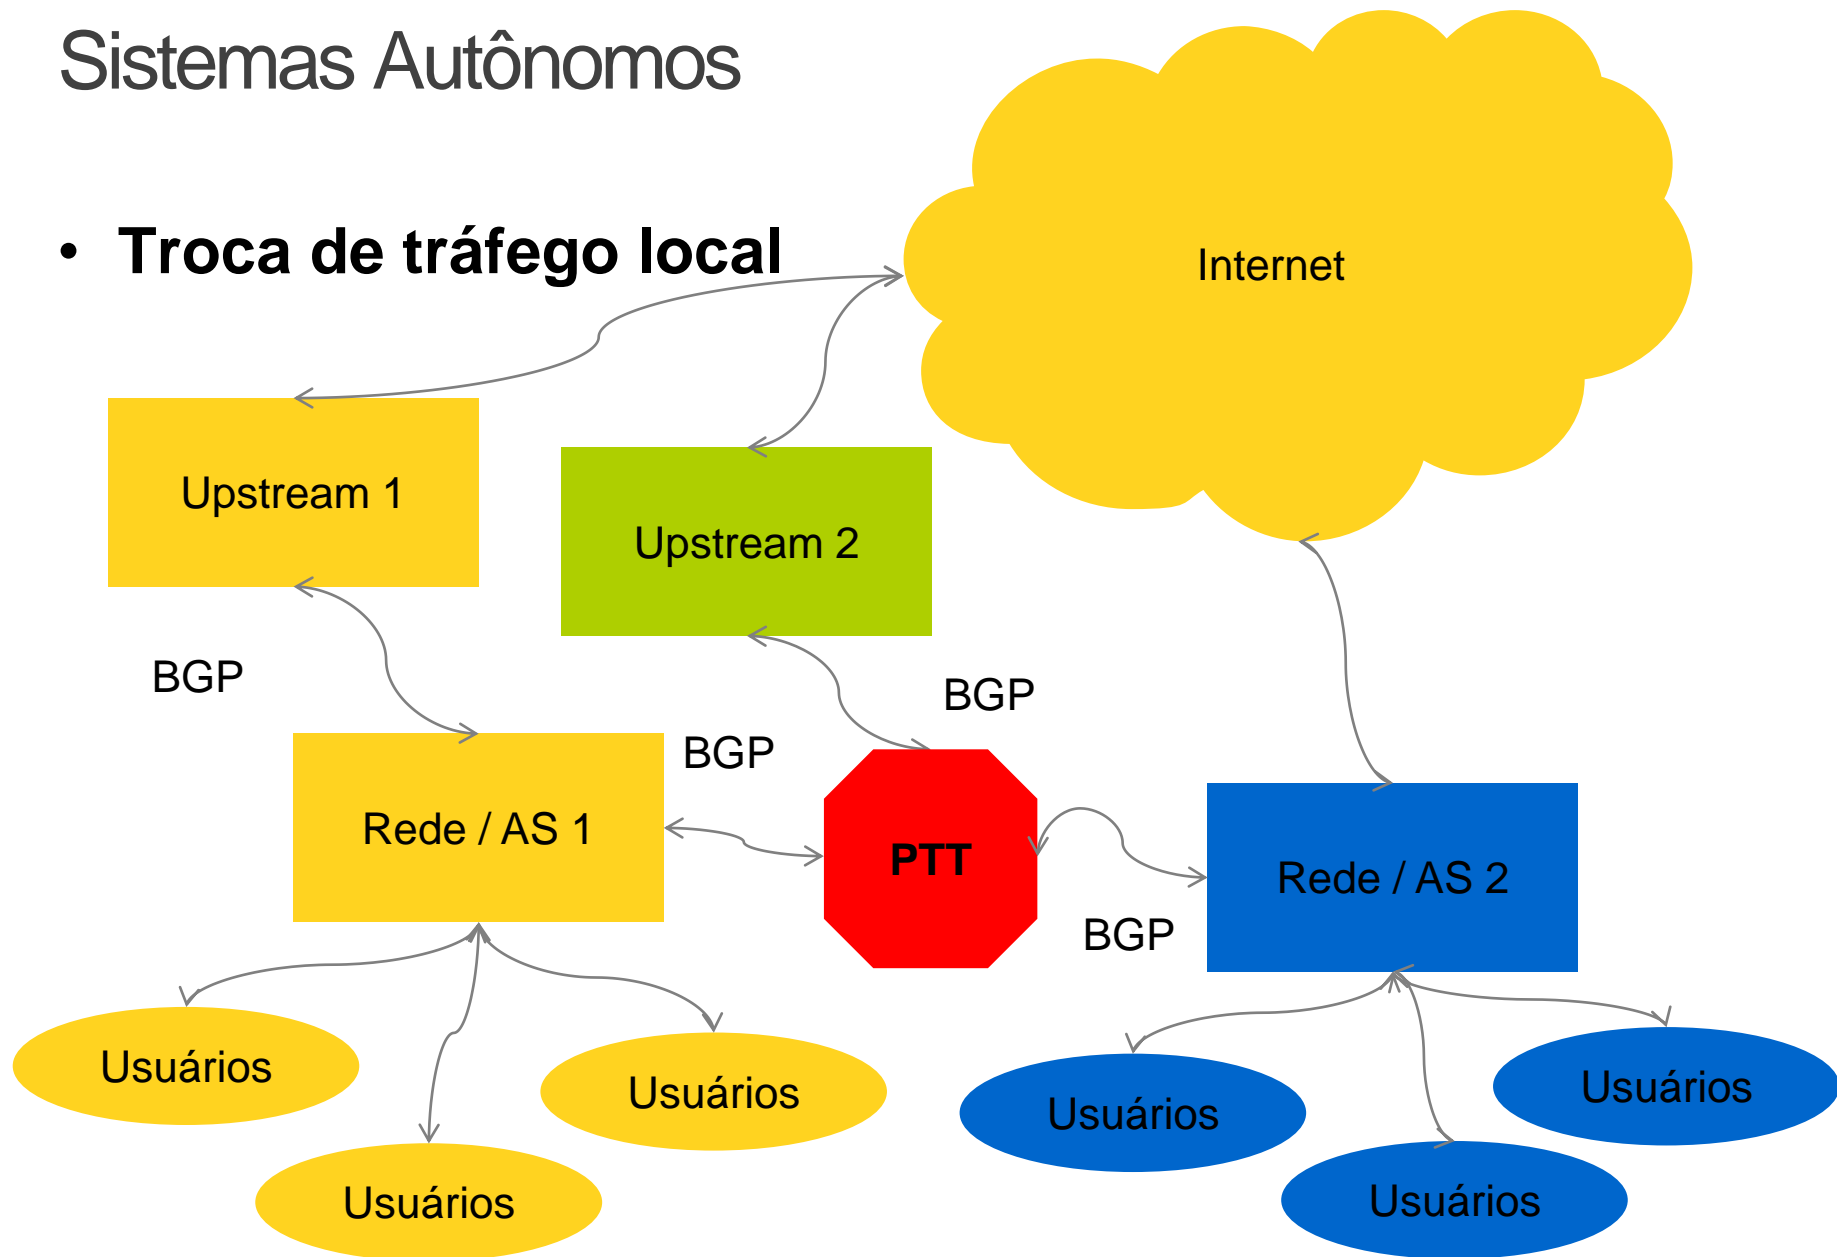 Sistemas Autônomos
• Troca de tráfego local
Internet
Upstream 1
Upstream 2
BGP
BGP
BGP
Rede / AS 1
PTT
Rede / AS 2
BGP
Usuários
Usuários
Usuários
Usuários
Usuários
Usuários